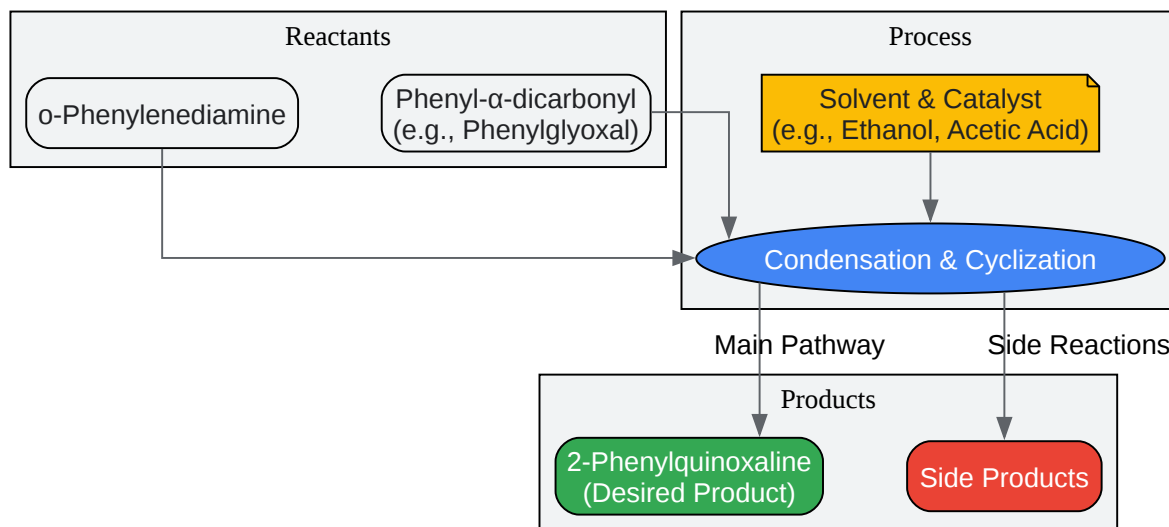 Reactants
o-Phenylenediamine
Phenyl-α-dicarbonyl
(e.g., Phenylglyoxal)
Process
Solvent & Catalyst
(e.g., Ethanol, Acetic Acid)
Condensation & Cyclization
Main Pathway
Side Reactions
Products
2-Phenylquinoxaline
(Desired Product)
Side Products